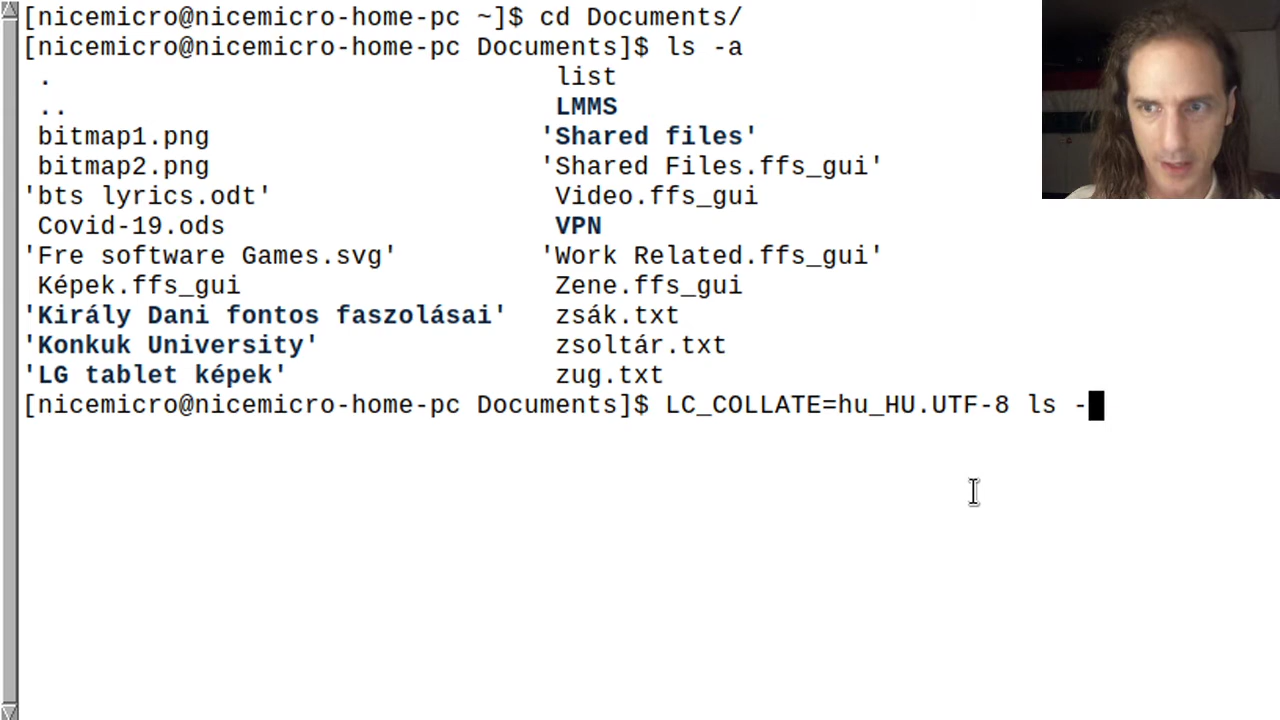 [nicemicro@nicemicro-home-pc ~]$ cd Documents/
[nicemicro@nicemicro-home-pc Documents]$ ls -a
. list
.. LMMS
bitmap1.png 'Shared files'
bitmap2.png 'Shared Files.ffs_gui'
'bts lyrics.odt' Video.ffs_gui
Covid-19.ods VPN
'Fre software Games.svg' 'Work Related.ffs_gui'
Képek.ffs_gui Zene.ffs_gui
'Király Dani fontos faszolásai' zsák.txt
'Konkuk University' zsoltár.txt
'LG tablet képek' zug.txt
[nicemicro@nicemicro-home-pc Documents]$ LC_COLLATE=hu_HU.UTF-8 ls -